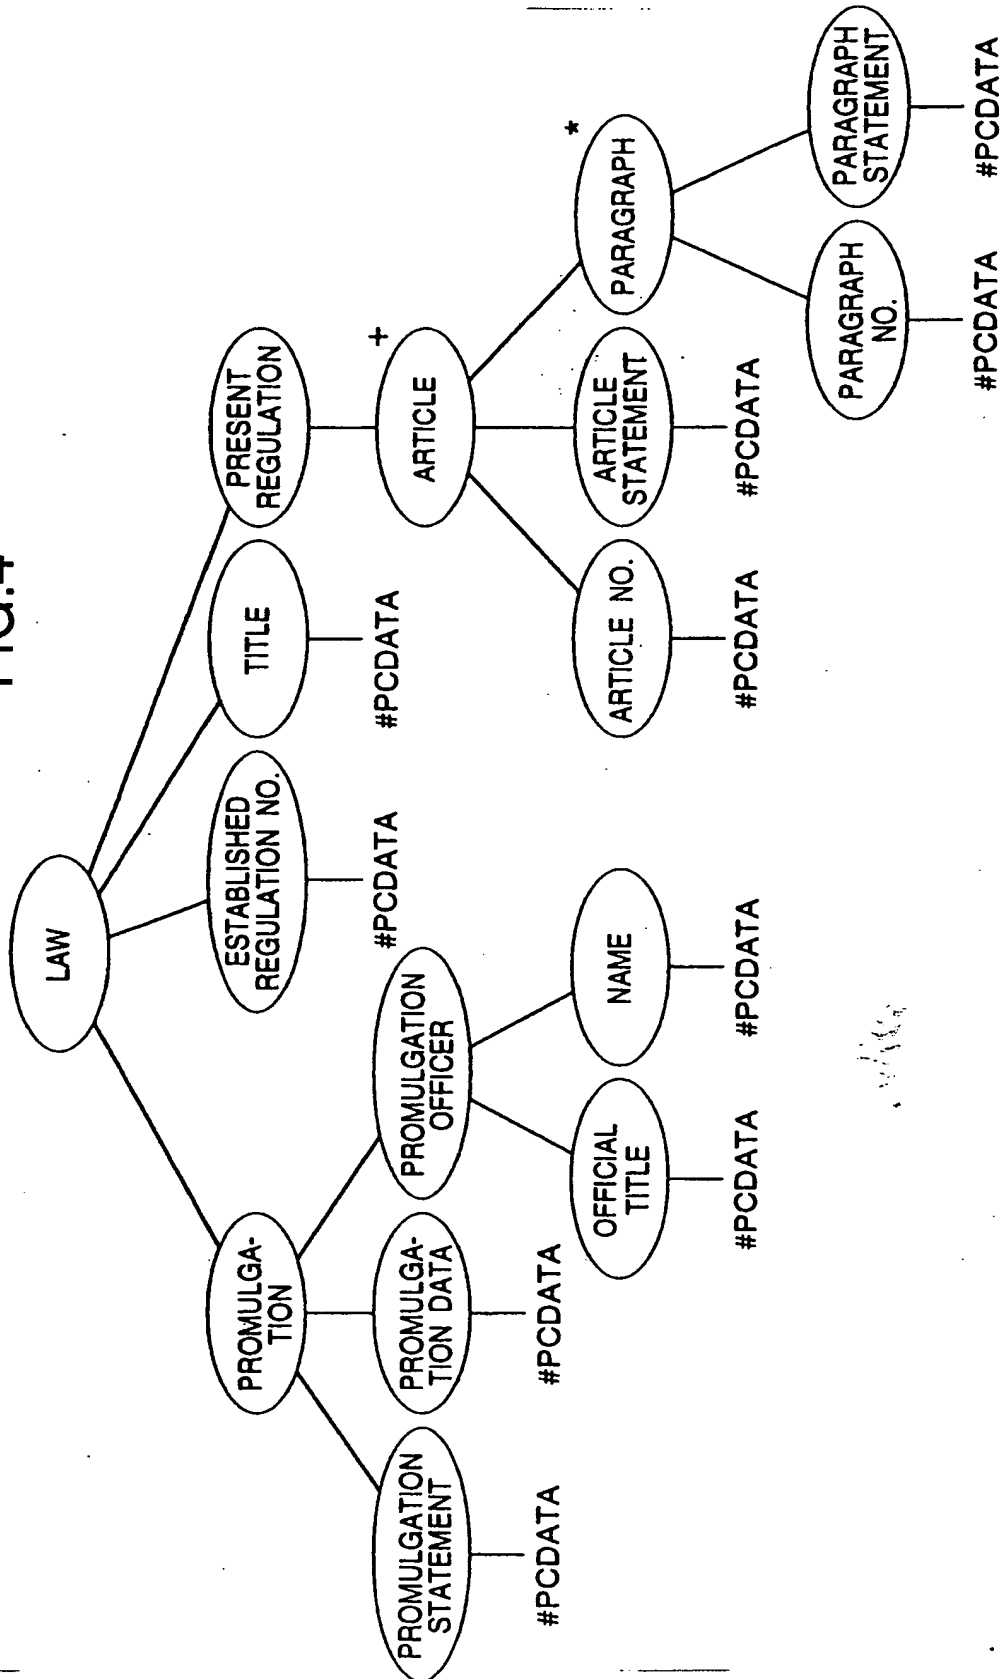 FIG.4
LAW
PROMULGA-
TION
ESTABLISHED
REGULATION NO.
TITLE
PRESENT
REGULATION
#PCDATA
#PCDATA
PROMULGATION
STATEMENT
PROMULGA-
TION DATA
PROMULGATION
OFFICER
ARTICLE
+
#PCDATA
#PCDATA
OFFICIAL
TITLE
NAME
ARTICLE NO.
ARTICLE
STATEMENT
PARAGRAPH
*
#PCDATA
#PCDATA
#PCDATA
#PCDATA
PARAGRAPH
NO.
PARAGRAPH
STATEMENT
#PCDATA
#PCDATA